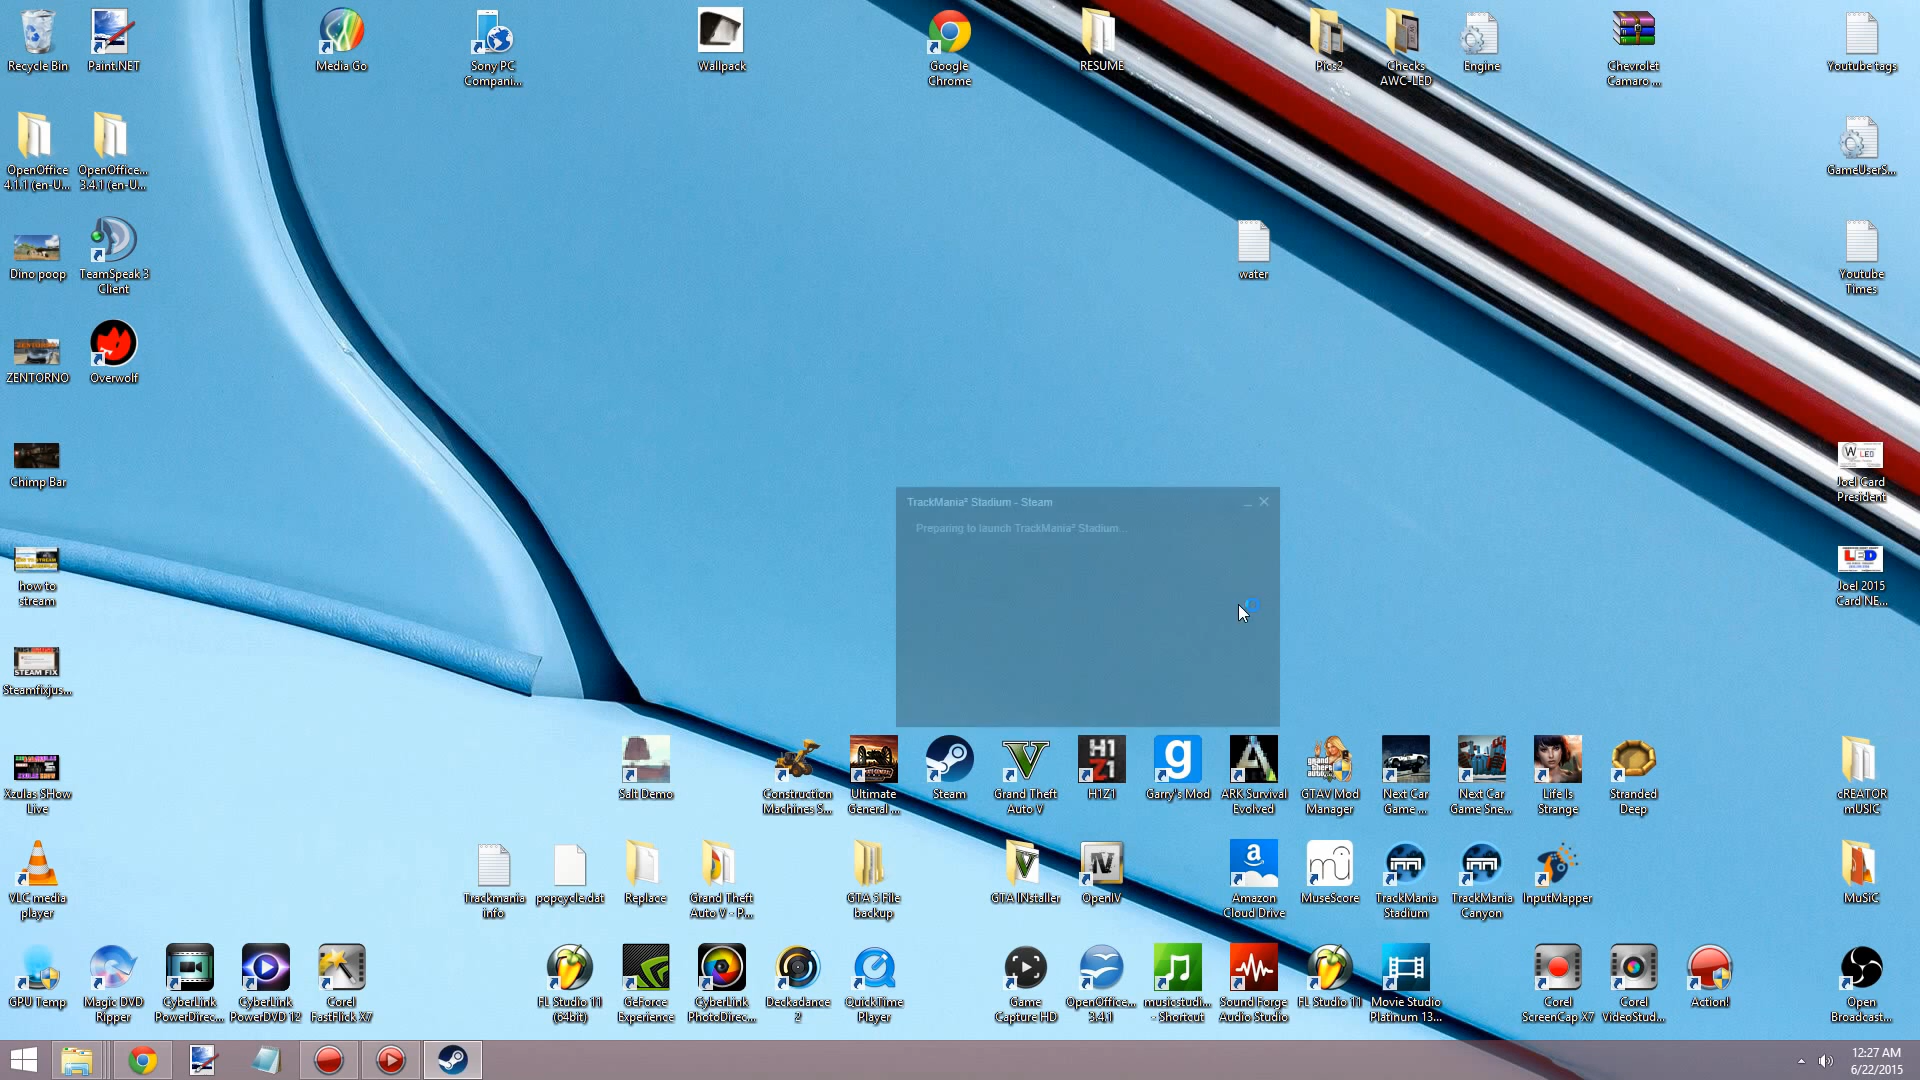 Recycle Bin
Paint.NET
Media Go
Sony PC
Compani...
Wallpack
Google
Chrome
RESUME
Pics2
Checks
AWC-LED
Engine
Chevrolet
Camaro ...
Youtube tags
OpenOffice
4.1.1 (en-U...
OpenOffice...
3.4.1 (en-U...
GameUserS...
Dino poop
TeamSpeak 3
Client
water
Youtube
Times
ZENTORNO
Overwolf
Chimp Bar
W LED
Joel Card
President
TrackMania² Stadium - Steam
Preparing to launch TrackMania² Stadium...
how to
stream
LED
Joel 2015
Card NE...
STEAM FIX
Steamfixjus...
Xzulas SHow
Live
Salt Demo
Construction
Machines S...
Ultimate
General ...
Steam
Grand Theft
Auto V
H1Z1
H1Z1
Garry's Mod
ARK Survival
Evolved
GTAV Mod
Manager
Next Car
Game ...
Next Car
Game Sne...
Life Is
Strange
Stranded
Deep
cREATOR
mUSIC
VLC media
player
Trackmania
info
popcycle.dat
Replace
Grand Theft
Auto V - P...
GTA 5 File
backup
GTA INstaller
IV
OpenIV
Amazon
Cloud Drive
MuseScore
TrackMania
Stadium
TrackMania
Canyon
InputMapper
MuSiC
GPU Temp
Magic DVD
Ripper
CyberLink
PowerDirec...
CyberLink
PowerDVD 12
Corel
FastFlick X7
FL Studio 11
(64bit)
GeForce
Experience
CyberLink
PhotoDirec...
Deckadance
2
QuickTime
Player
Game
Capture HD
OpenOffice...
3.4.1
musicstudi...
- Shortcut
Sound Forge
Audio Studio
FL Studio 11
Movie Studio
Platinum 13...
Corel
ScreenCap X7
Corel
VideoStud...
Action!
Open
Broadcast...
12:27 AM
6/22/2015